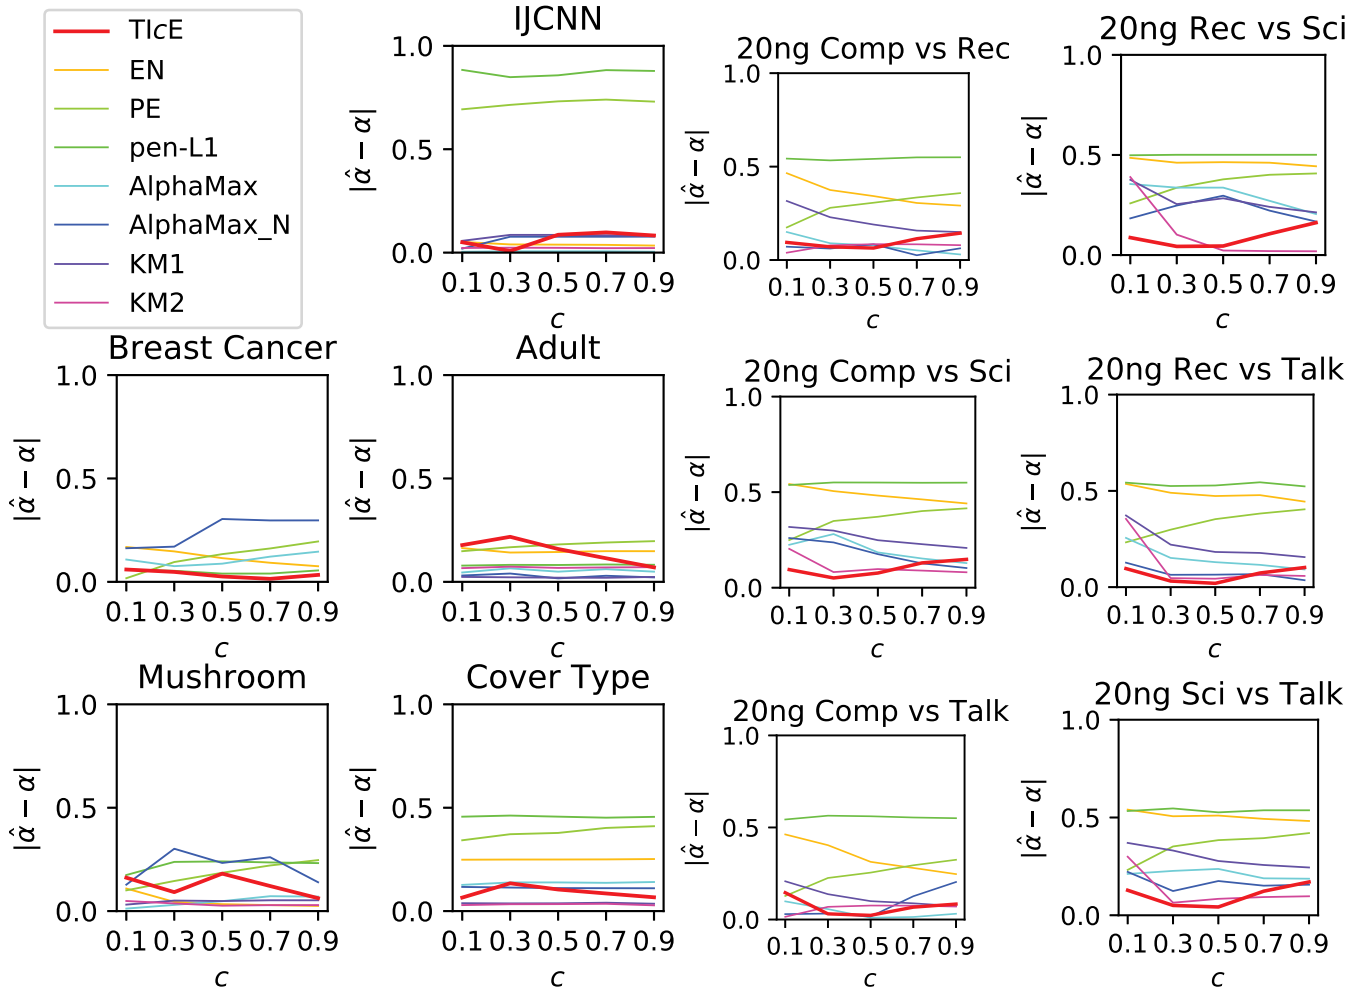 TIcE
EN
PE
pen-L1
AlphaMax
AlphaMax_N
KM1
KM2
IJCNN
1.0
0.5
0.0
|α̂ − α|
0.1 0.3 0.5 0.7 0.9
c
20ng Comp vs Rec
1.0
0.5
0.0
|α̂ − α|
0.1 0.3 0.5 0.7 0.9
c
20ng Rec vs Sci
1.0
0.5
0.0
|α̂ − α|
0.1 0.3 0.5 0.7 0.9
c
Breast Cancer
1.0
0.5
0.0
|α̂ − α|
0.1 0.3 0.5 0.7 0.9
c
Adult
1.0
0.5
0.0
|α̂ − α|
0.1 0.3 0.5 0.7 0.9
c
20ng Comp vs Sci
1.0
0.5
0.0
|α̂ − α|
0.1 0.3 0.5 0.7 0.9
c
20ng Rec vs Talk
1.0
0.5
0.0
|α̂ − α|
0.1 0.3 0.5 0.7 0.9
c
Mushroom
1.0
0.5
0.0
|α̂ − α|
0.1 0.3 0.5 0.7 0.9
c
Cover Type
1.0
0.5
0.0
|α̂ − α|
0.1 0.3 0.5 0.7 0.9
c
20ng Comp vs Talk
1.0
0.5
0.0
|α̂ − α|
0.1 0.3 0.5 0.7 0.9
c
20ng Sci vs Talk
1.0
0.5
0.0
|α̂ − α|
0.1 0.3 0.5 0.7 0.9
c